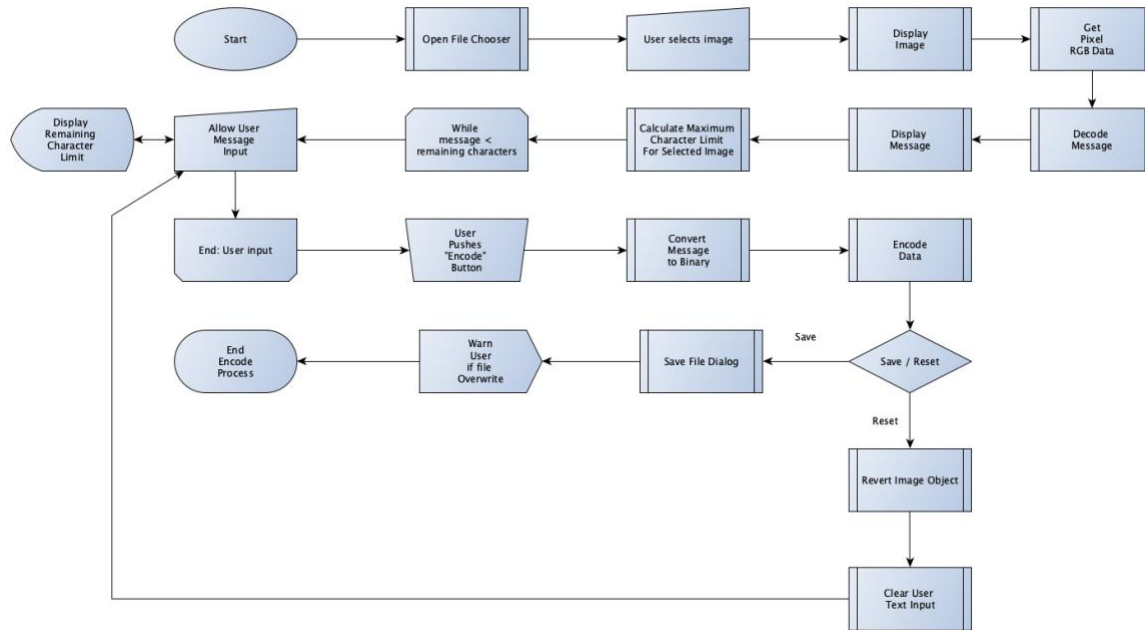 Start
Open File Chooser
User selects image
Display
Image
Get
Pixel
RGB Data
Display
Remaining
Character
Limit
Allow User
Message
Input
While
message <
remaining characters
Calculate Maximum
Character Limit
For Selected Image
Display
Message
Decode
Message
End: User input
User
Pushes
"Encode"
Button
Convert
Message
to Binary
Encode
Data
End
Encode
Process
Warn
User
if file
Overwrite
Save File Dialog
Save
Save / Reset
Reset
Revert Image Object
Clear User
Text Input